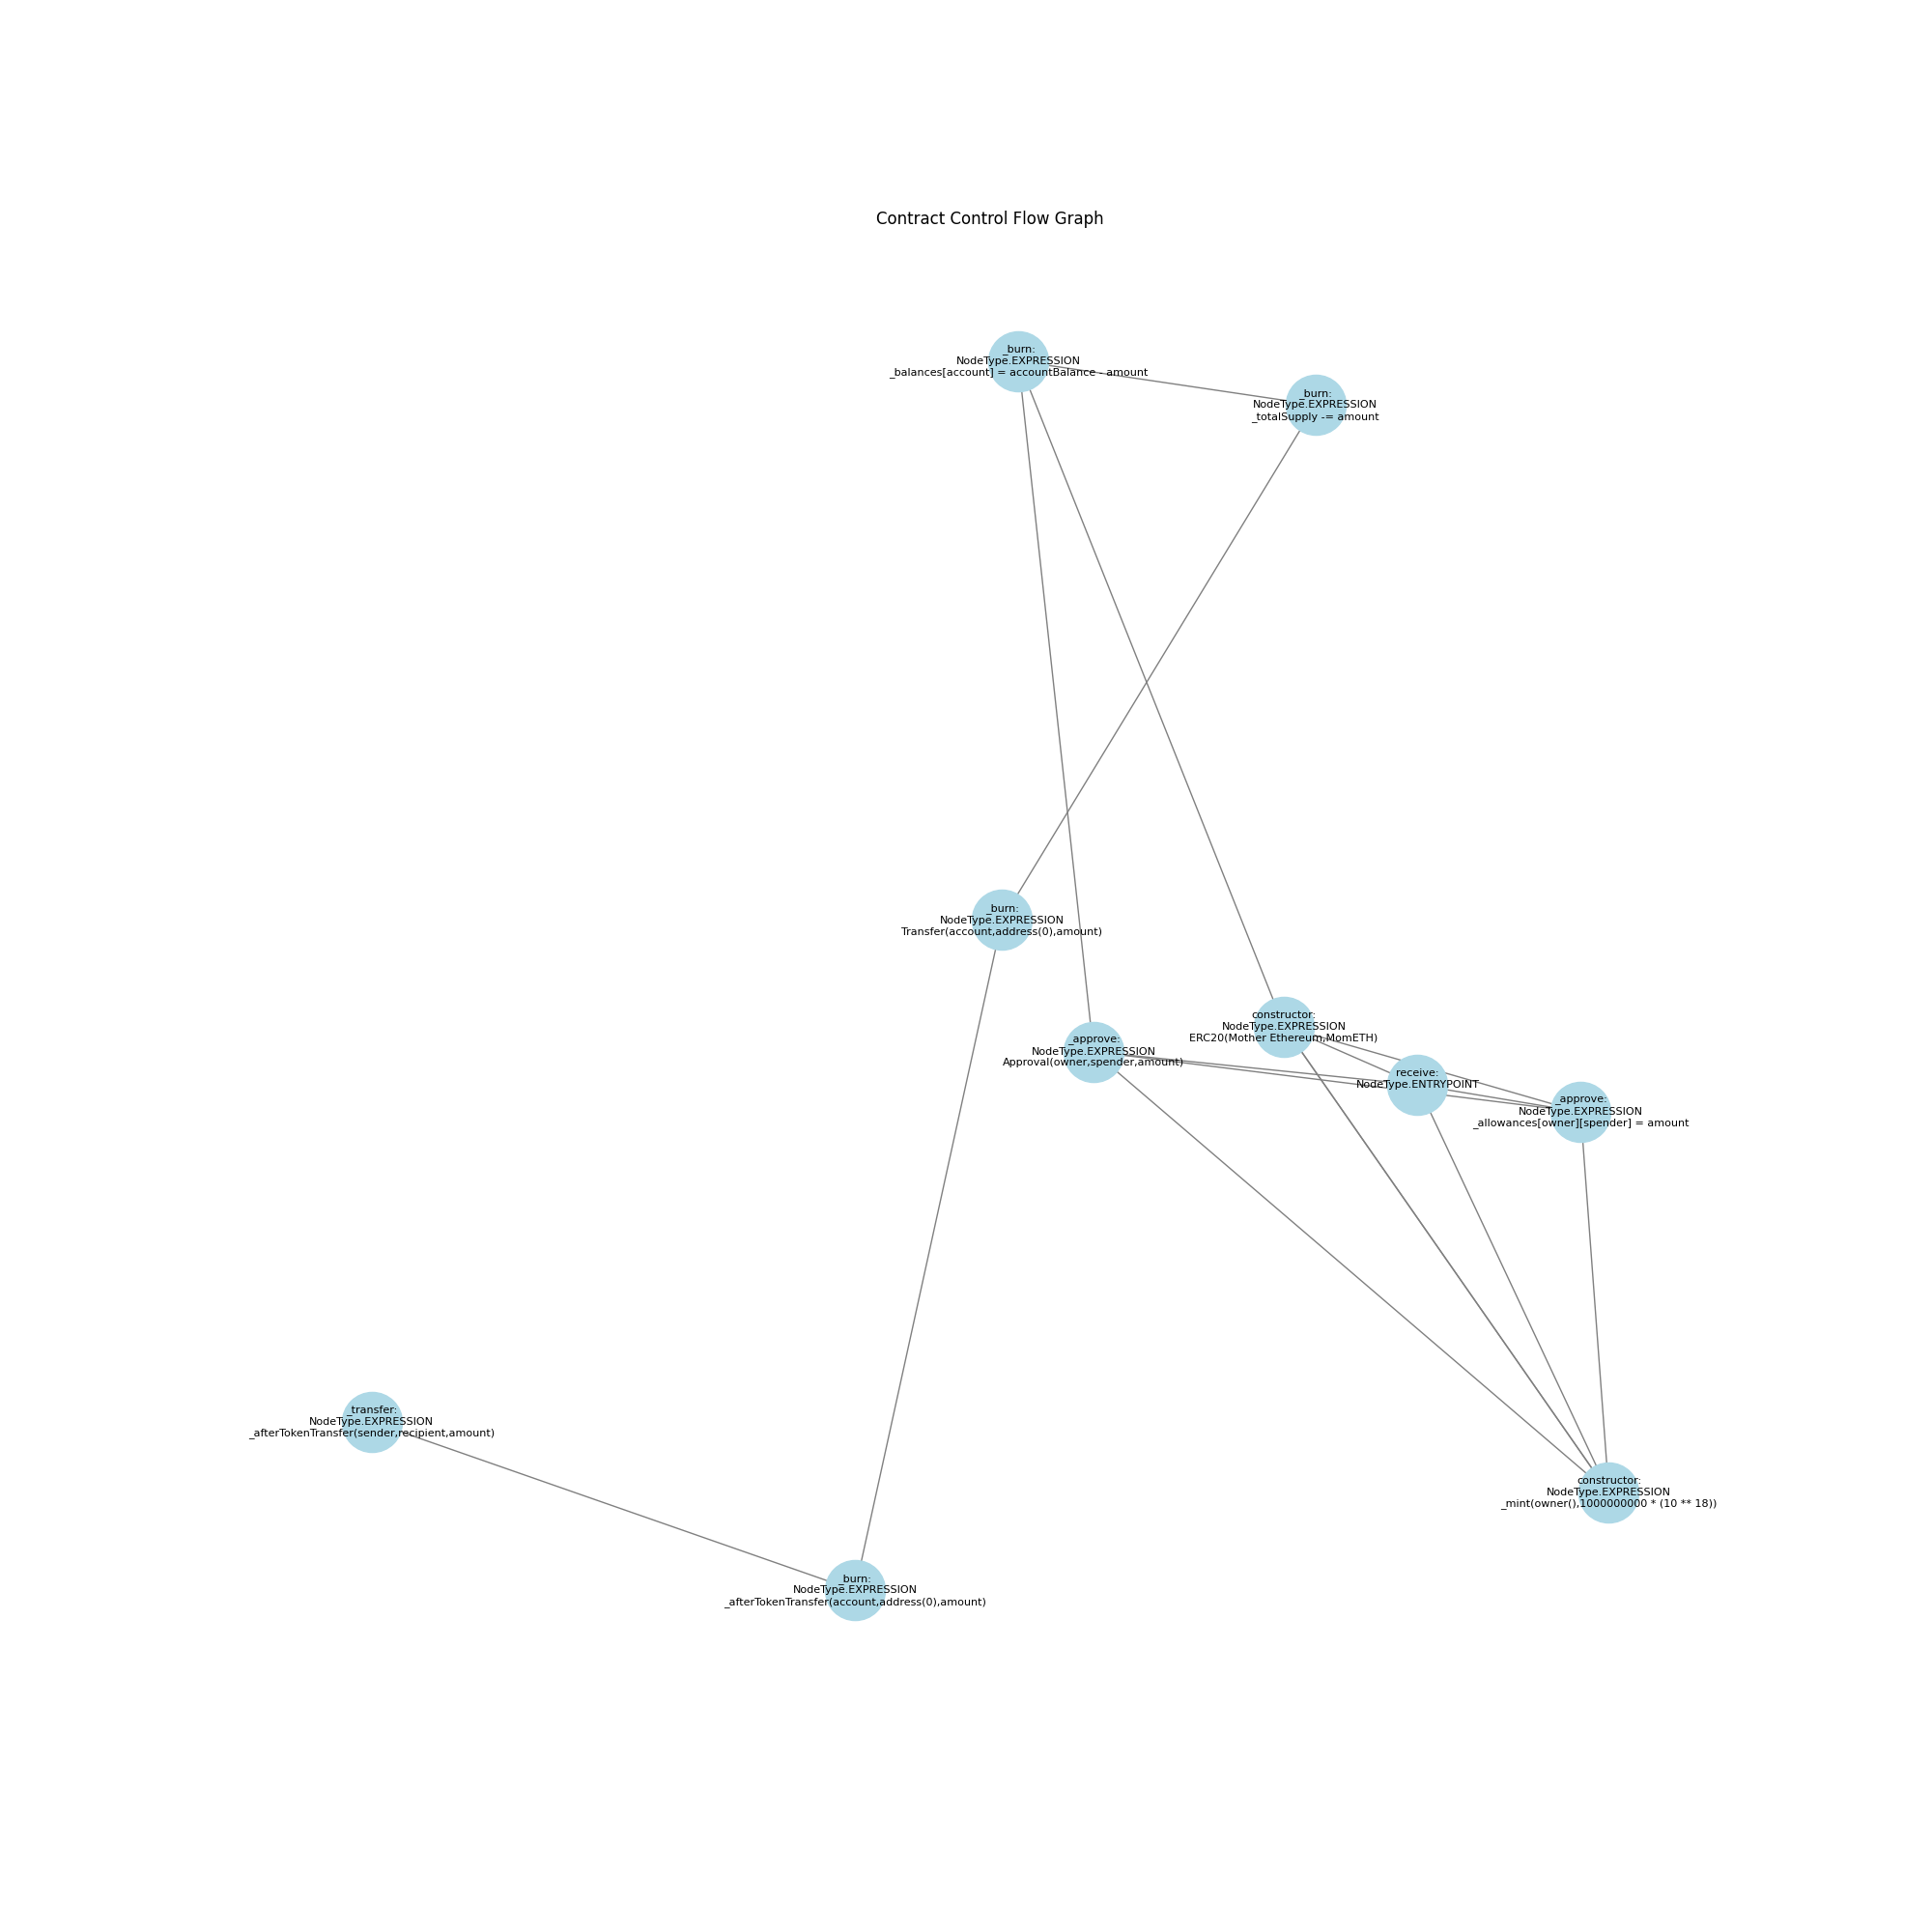 Contract Control Flow Graph
_burn:
NodeType.EXPRESSION
_balances[account] = accountBalance - amount
_burn:
NodeType.EXPRESSION
_totalSupply -= amount
_burn:
NodeType.EXPRESSION
Transfer(account,address(0),amount)
constructor:
NodeType.EXPRESSION
ERC20(Mother Ethereum,MomETH)
_approve:
NodeType.EXPRESSION
Approval(owner,spender,amount)
receive:
NodeType.ENTRYPOINT
_approve:
NodeType.EXPRESSION
_allowances[owner][spender] = amount
_transfer:
NodeType.EXPRESSION
_afterTokenTransfer(sender,recipient,amount)
constructor:
NodeType.EXPRESSION
_mint(owner(),1000000000 * (10 ** 18))
_burn:
NodeType.EXPRESSION
_afterTokenTransfer(account,address(0),amount)